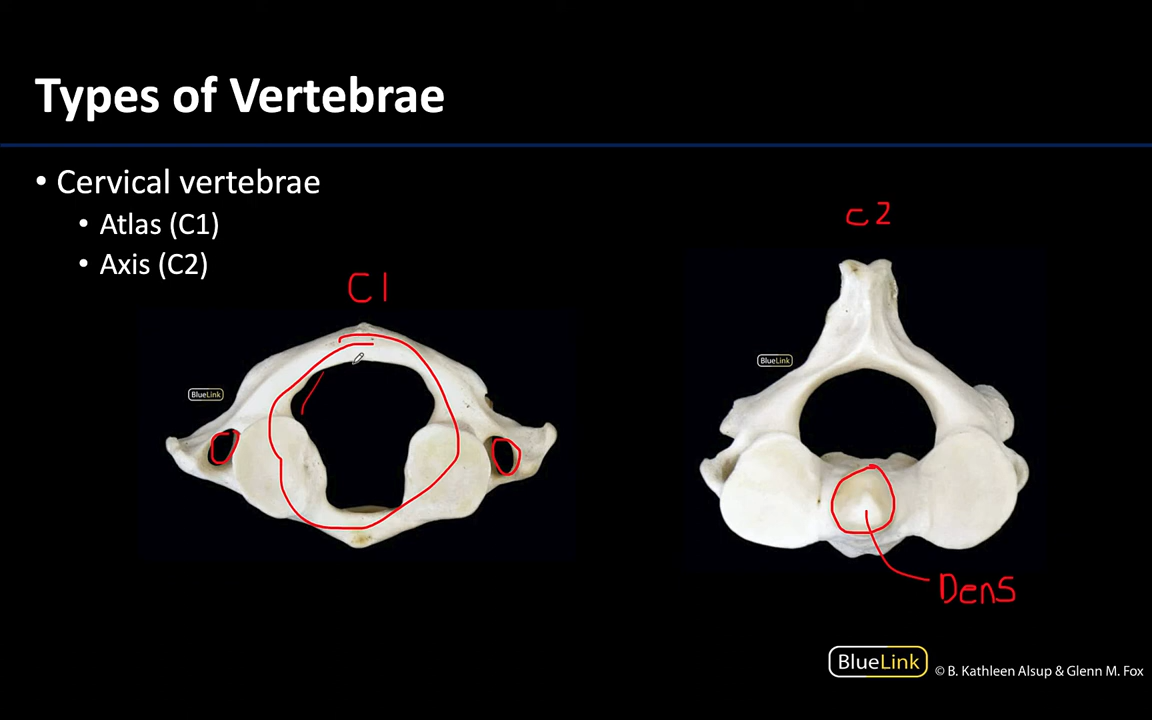 Types of Vertebrae
• Cervical vertebrae
• Atlas (C1)
• Axis (C2)
C1
C2
BlueLink
BlueLink
Dens
BlueLink
© B. Kathleen Alsup & Glenn M. Fox